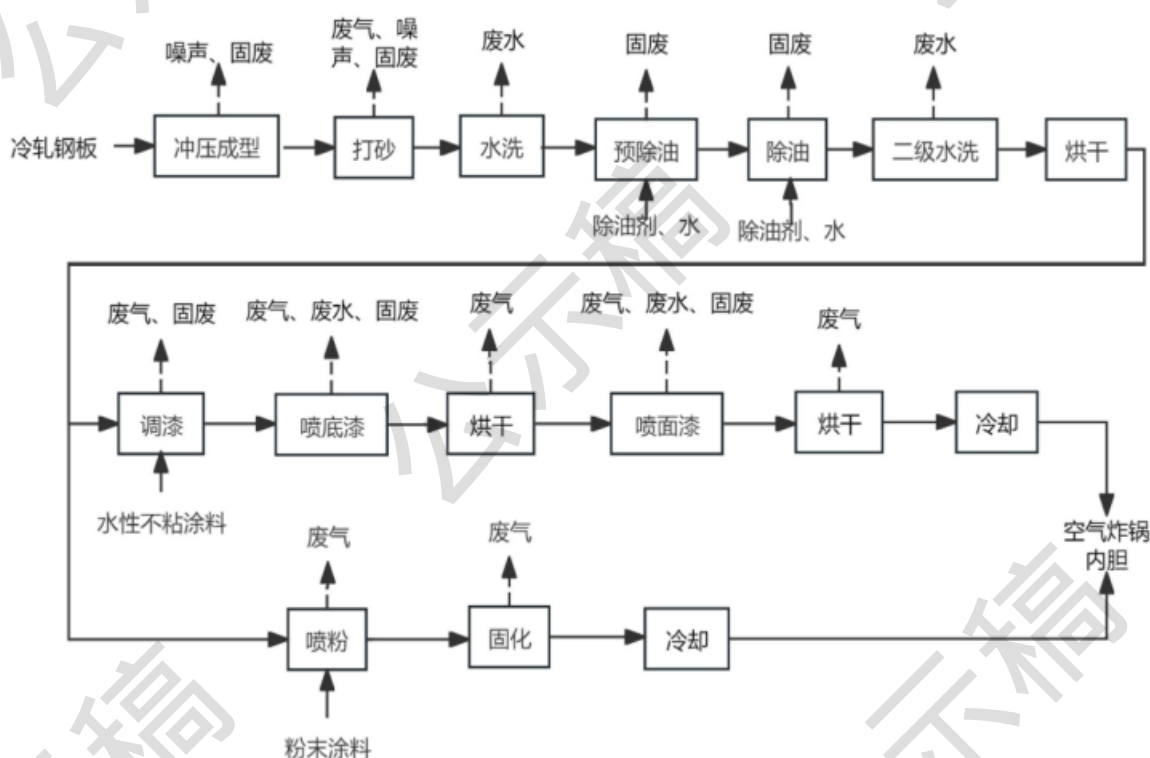 噪声、固废
废气、噪
声、固废
废水
固废
固废
废水
冷轧钢板
冲压成型
打砂
水洗
预除油
除油
二级水洗
烘干
除油剂、水
除油剂、水
废气、固废
废气、废水、固废
废气
废气、废水、固废
废气
调漆
喷底漆
烘干
喷面漆
烘干
冷却
水性不粘涂料
废气
废气
空气炸锅
内胆
喷粉
固化
冷却
粉末涂料
公示稿